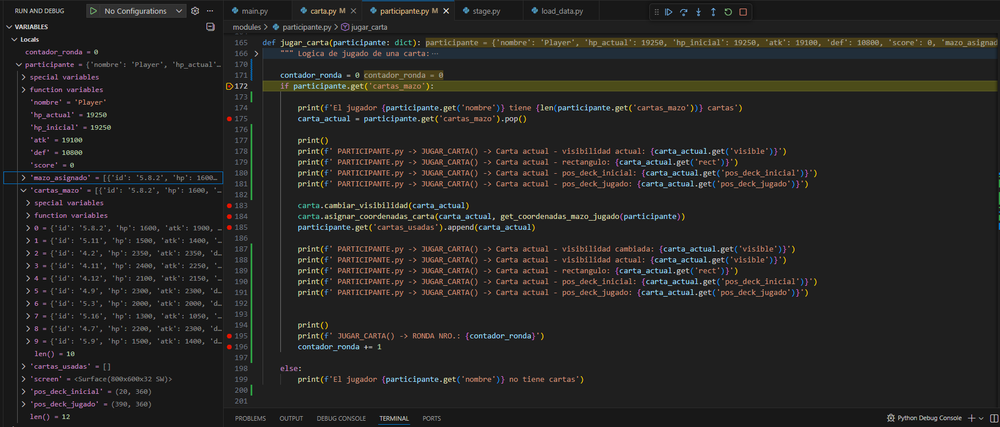 RUN AND DEBUG
No Configurations
main.py
carta.py M
participante.py M
stage.py
load_data.py
VARIABLES
Locals
contador_ronda = 0
participante = {'nombre': 'Player', 'hp_actual'...
special variables
function variables
'nombre' = 'Player'
'hp_actual' = 19250
'hp_inicial' = 19250
'atk' = 19100
'def' = 10800
'score' = 0
'mazo_asignado' = [{'id': '5.8.2', 'hp': 1600...
'cartas_mazo' = [{'id': '5.8.2', 'hp': 1600, '...
special variables
function variables
0 = {'id': '5.8.2', 'hp': 1600, 'atk': 1900, ...
1 = {'id': '5.11', 'hp': 1500, 'atk': 1400, '...
2 = {'id': '4.2', 'hp': 2350, 'atk': 2350, 'd...
3 = {'id': '4.11', 'hp': 2400, 'atk': 2250, '...
4 = {'id': '4.12', 'hp': 2100, 'atk': 2150, '...
5 = {'id': '4.9', 'hp': 2300, 'atk': 2300, 'd...
6 = {'id': '5.3', 'hp': 2000, 'atk': 2000, 'd...
7 = {'id': '5.16', 'hp': 1300, 'atk': 1050, '...
8 = {'id': '4.7', 'hp': 2200, 'atk': 2300, 'd...
9 = {'id': '5.9', 'hp': 1500, 'atk': 1400, 'd...
len() = 10
'cartas_usadas' = []
'screen' = <Surface(800x600x32 SW)>
'pos_deck_inicial' = (20, 360)
'pos_deck_jugado' = (390, 360)
len() = 12
modules > participante.py > jugar_carta
165 def jugar_carta(participante: dict): participante = {'nombre': 'Player', 'hp_actual': 19250, 'hp_inicial': 19250, 'atk': 19100, 'def': 10800, 'score': 0, 'mazo_asignad
166 """ Logica de jugado de una carta: ...
170
171 contador_ronda = 0 contador_ronda = 0
172 if participante.get('cartas_mazo'):
173
174 print(f'El jugador {participante.get('nombre')} tiene {len(participante.get('cartas_mazo'))} cartas')
175 carta_actual = participante.get('cartas_mazo').pop()
176
177 print()
178 print(f' PARTICIPANTE.py -> JUGAR_CARTA() -> Carta actual - visibilidad actual: {carta_actual.get('visible')}')
179 print(f' PARTICIPANTE.py -> JUGAR_CARTA() -> Carta actual - rectangulo: {carta_actual.get('rect')}')
180 print(f' PARTICIPANTE.py -> JUGAR_CARTA() -> Carta actual - pos_deck_inicial: {carta_actual.get('pos_deck_inicial')}')
181 print(f' PARTICIPANTE.py -> JUGAR_CARTA() -> Carta actual - pos_deck_jugado: {carta_actual.get('pos_deck_jugado')}')
182
183 carta.cambiar_visibilidad(carta_actual)
184 carta.asignar_coordenadas_carta(carta_actual, get_coordenadas_mazo_jugado(participante))
185 participante.get('cartas_usadas').append(carta_actual)
186
187 print(f' PARTICIPANTE.py -> JUGAR_CARTA() -> Carta actual - visibilidad cambiada: {carta_actual.get('visible')}')
188 print(f' PARTICIPANTE.py -> JUGAR_CARTA() -> Carta actual - visibilidad actual: {carta_actual.get('visible')}')
189 print(f' PARTICIPANTE.py -> JUGAR_CARTA() -> Carta actual - rectangulo: {carta_actual.get('rect')}')
190 print(f' PARTICIPANTE.py -> JUGAR_CARTA() -> Carta actual - pos_deck_inicial: {carta_actual.get('pos_deck_inicial')}')
191 print(f' PARTICIPANTE.py -> JUGAR_CARTA() -> Carta actual - pos_deck_jugado: {carta_actual.get('pos_deck_jugado')}')
192
193
194 print()
195 print(f' JUGAR_CARTA() -> RONDA NRO.: {contador_ronda}')
196 contador_ronda += 1
197
198 else:
199 print(f'El jugador {participante.get('nombre')} no tiene cartas')
200
201
PROBLEMS OUTPUT DEBUG CONSOLE TERMINAL PORTS
Python Debug Console